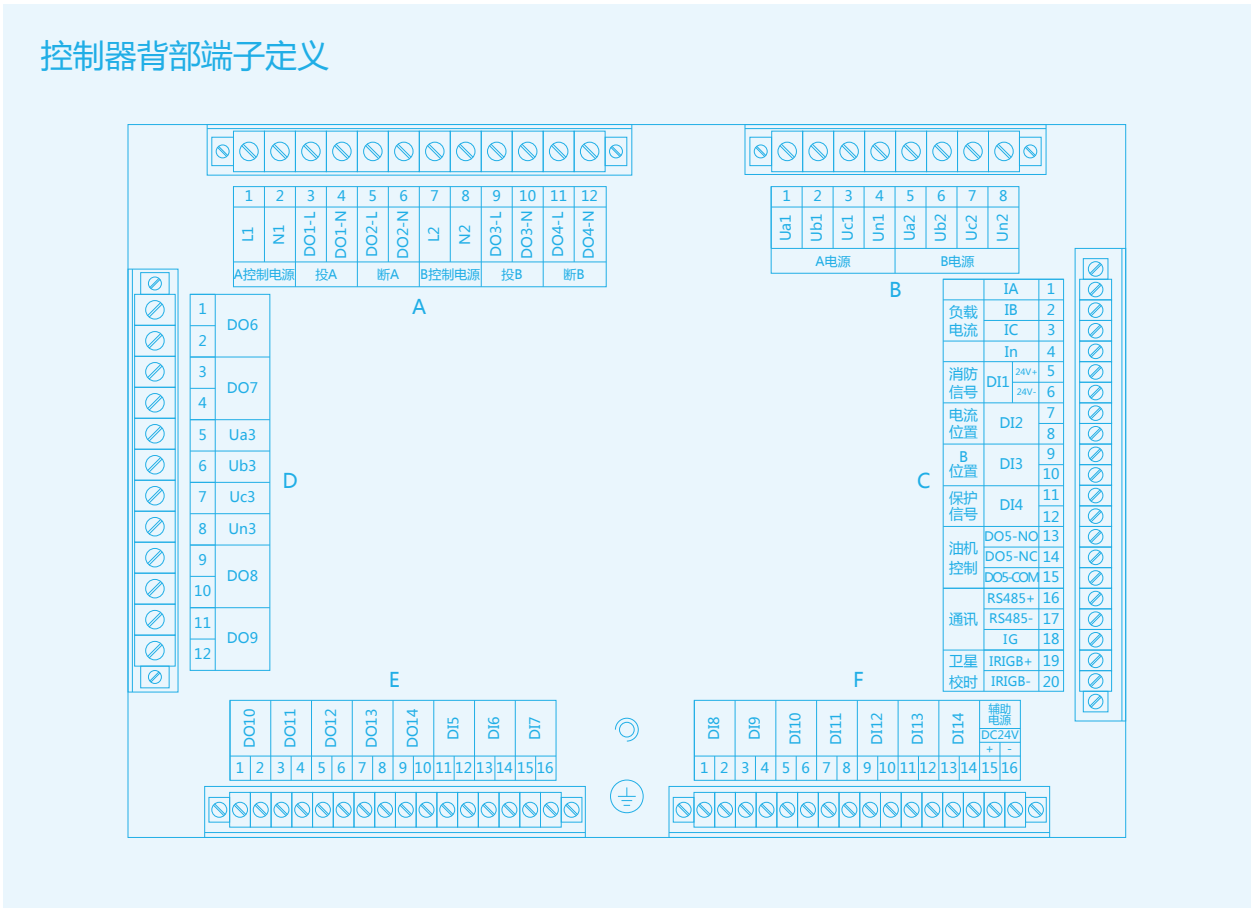 控制器背部端子定义
1 2 3 4 5 6 7 8 9 10 11 12
L1 N1 DO1-L DO1-N DO2-L DO2-N L2 N2 DO3-L DO3-N DO4-L DO4-N
A控制电源 投A 断A B控制电源 投B 断B
A
1 2 3 4 5 6 7 8
Ua1 Ub1 Uc1 Un1 Ua2 Ub2 Uc2 Un2
A电源 B电源
B
1
DO6
2
3
DO7
4
5 Ua3
6 Ub3
7 Uc3
8 Un3
9
DO8
10
11
DO9
12
D
C
IA 1
负载
IB 2
电流
IC 3
In 4
消防
信号
DI1
24V+ 5
24V- 6
电流
位置
DI2
7
8
B
位置
DI3
9
10
保护
信号
DI4
11
12
油机
控制
DO5-NO 13
DO5-NC 14
DO5-COM 15
通讯
RS485+ 16
RS485- 17
IG 18
卫星
校时
IRIGB+ 19
IRIGB- 20
E
DO10 DO11 DO12 DO13 DO14 DI5 DI6 DI7
1 2 3 4 5 6 7 8 9 10 11 12 13 14 15 16
F
DI8 DI9 DI10 DI11 DI12 DI13 DI14
辅助
电源
DC24V
+ -
1 2 3 4 5 6 7 8 9 10 11 12 13 14 15 16